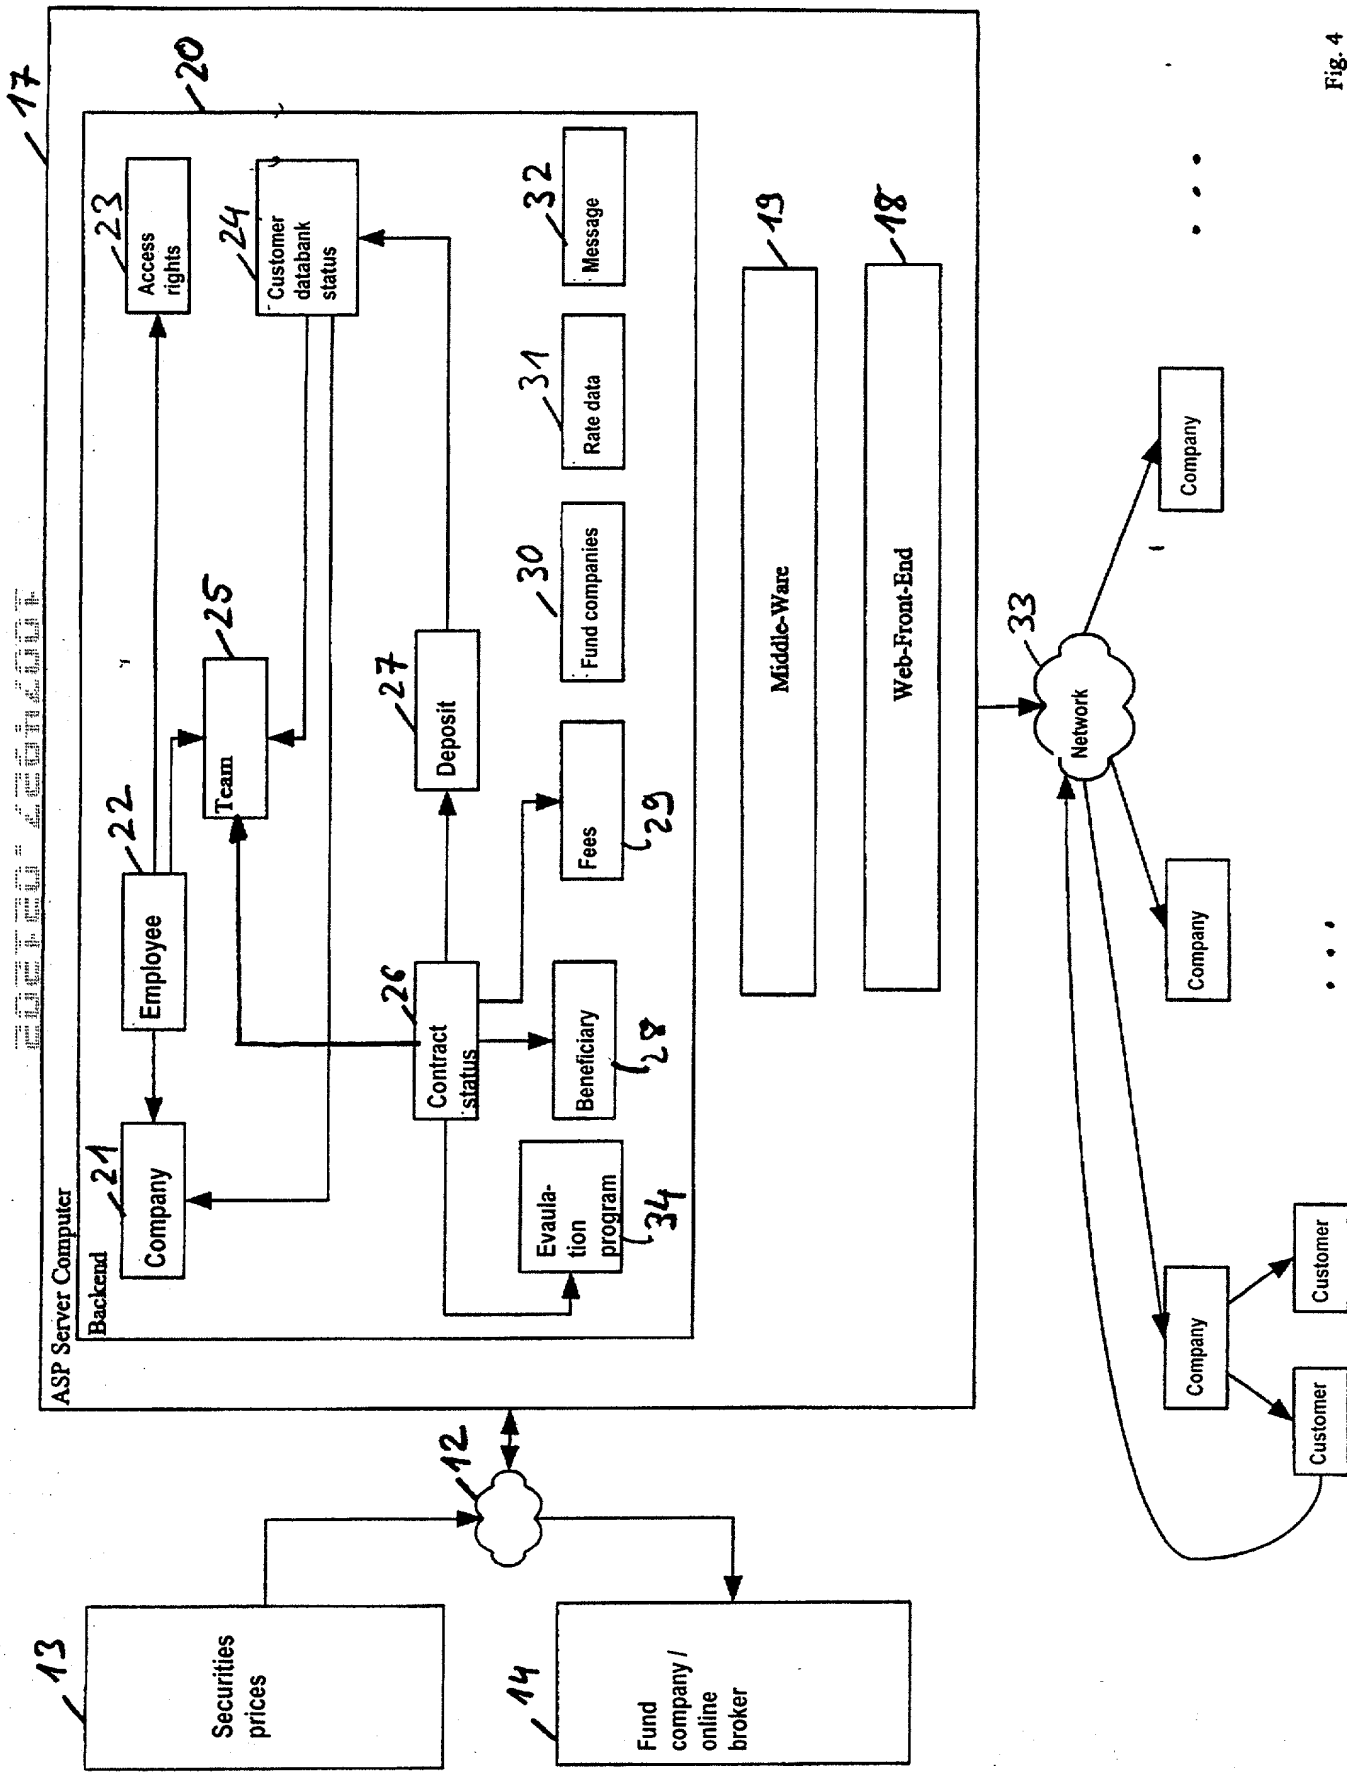 17
ASP Server Computer
Backend
20
21
Company
22
Employee
23
Access
rights
25
Team
24
Customer
databank
status
26
Contract
status
27
Deposit
34
Evaula-
tion
program
28
Beneficiary
29
Fees
30
Fund companies
31
Rate data
32
Message
19
Middle-Ware
18
Web-Front-End
13
Securities
prices
12
14
Fund
company /
online
broker
33
Network
Company
Company
Company
Customer
Customer
Fig. 4